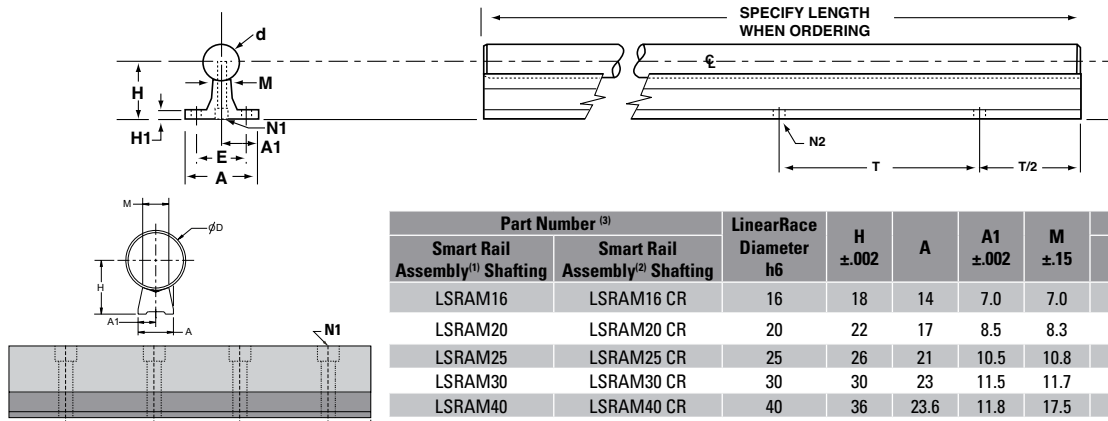 SPECIFY LENGTH
WHEN ORDERING
d
H
M
℄
H1
N1
A1
E
A
N2
T
T/2
M
ØD
H
A1
A
N1
Part Number (3)
LinearRace Diameter h6
H ±.002
A
A1 ±.002
M ±.15
Smart Rail Assembly(1) Shafting
Smart Rail Assembly(2) Shafting
LSRAM16 LSRAM16 CR 16 18 14 7.0 7.0
LSRAM20 LSRAM20 CR 20 22 17 8.5 8.3
LSRAM25 LSRAM25 CR 25 26 21 10.5 10.8
LSRAM30 LSRAM30 CR 30 30 23 11.5 11.7
LSRAM40 LSRAM40 CR 40 36 23.6 11.8 17.5